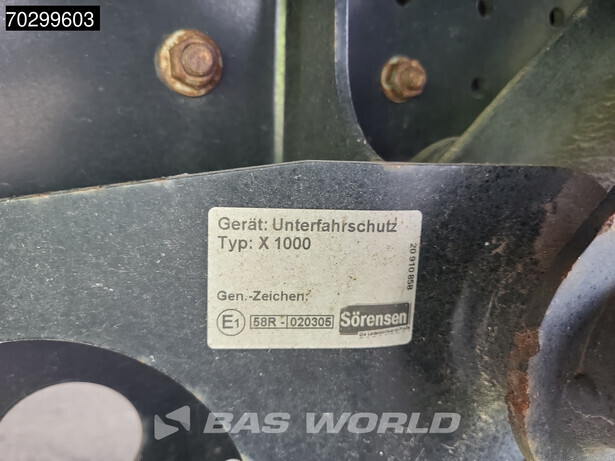 70299603
Gerät: Unterfahrschutz
Typ: X 1000
20 910 858
Gen.-Zeichen:
E1 58R - 020305 Sörensen
BAS WORLD